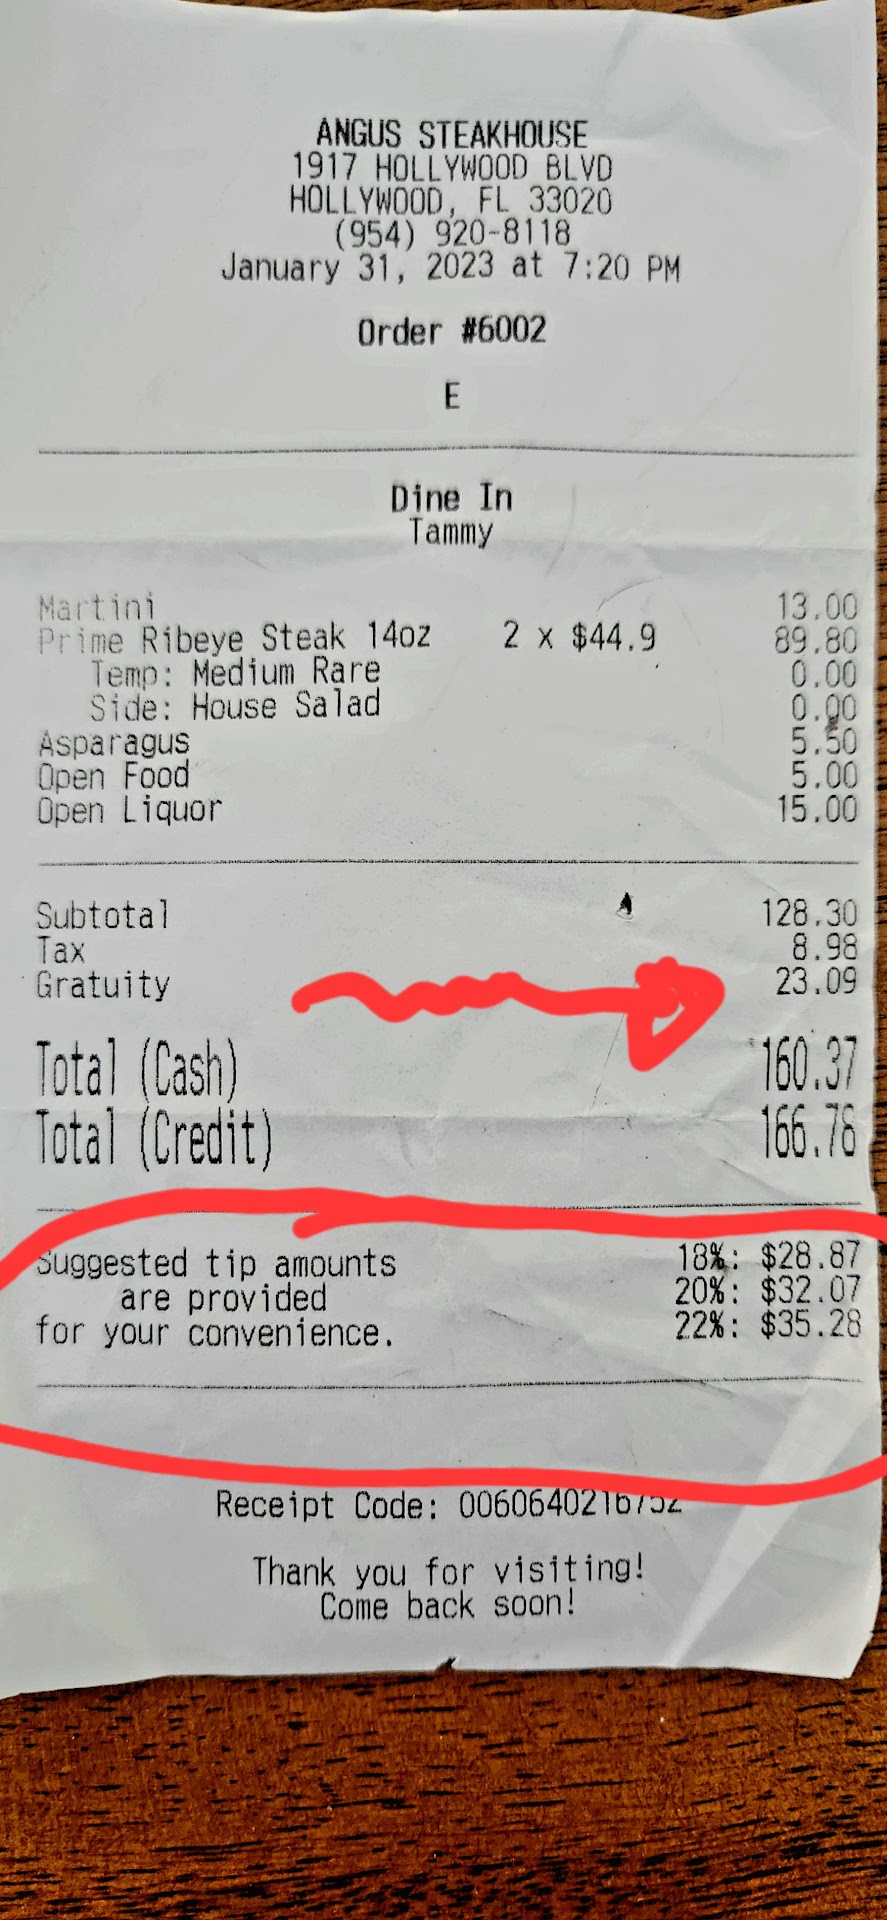 ANGUS STEAKHOUSE
1917 HOLLYWOOD BLVD
HOLLYWOOD, FL 33020
(954) 920-8118
January 31, 2023 at 7:20 PM
Order #6002
E
Dine In
Tammy
Martini 13.00
Prime Ribeye Steak 14oz 2 x $44.9 89.80
Temp: Medium Rare 0.00
Side: House Salad 0.00
Asparagus 5.50
Open Food 5.00
Open Liquor 15.00
Subtotal 128.30
Tax 8.98
Gratuity 23.09
Total (Cash) 160.37
Total (Credit) 166.78
Suggested tip amounts 18%: $28.87
are provided 20%: $32.07
for your convenience. 22%: $35.28
Receipt Code: 0060640216752
Thank you for visiting!
Come back soon!